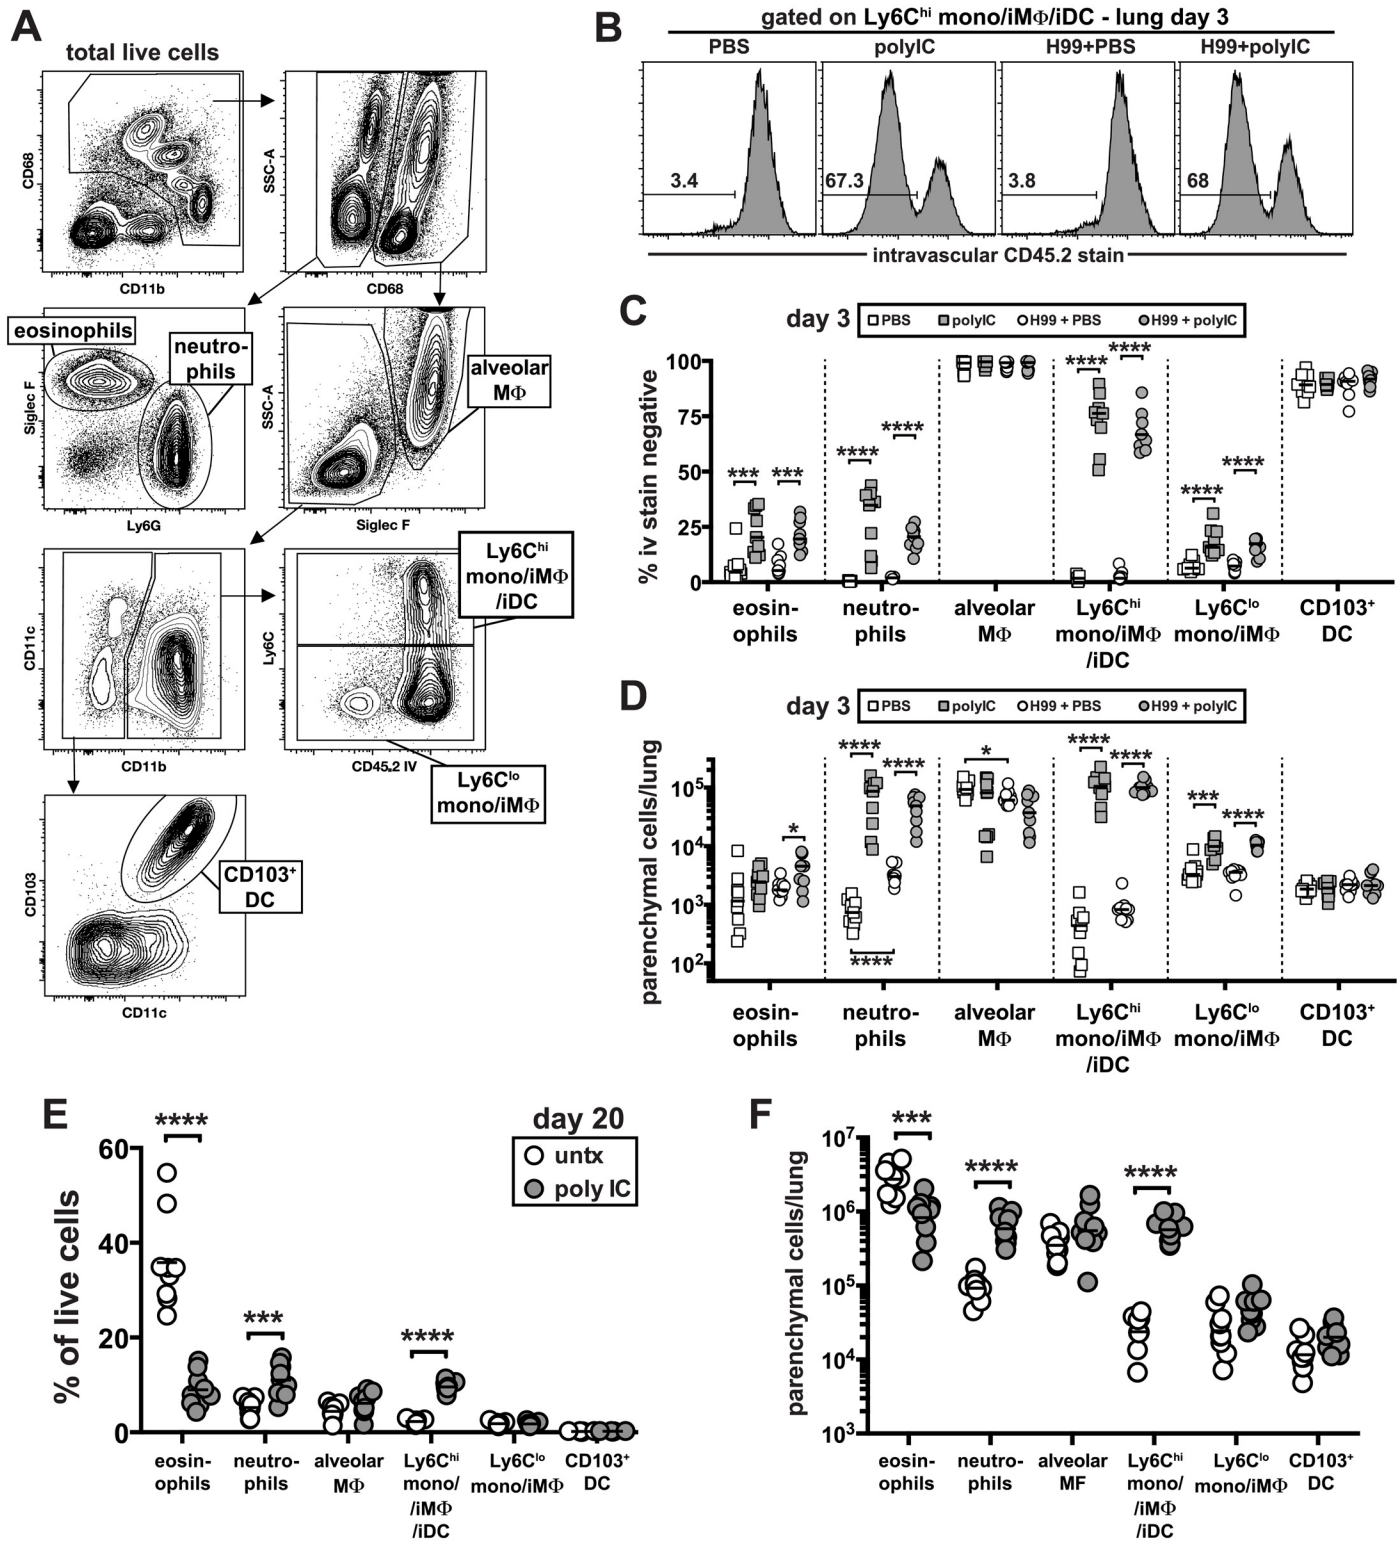 A
total live cells
CD68
CD11b
SSC-A
CD68
eosinophils
neutro-
phils
Siglec F
Ly6G
SSC-A
Siglec F
alveolar
MΦ
CD11c
CD11b
Ly6C
CD45.2 IV
Ly6Chi
mono/iMΦ
/iDC
Ly6Clo
mono/iMΦ
CD103
CD11c
CD103+
DC
B
gated on Ly6Chi mono/iMΦ/iDC - lung day 3
PBS polyIC H99+PBS H99+polyIC
3.4 67.3 3.8 68
intravascular CD45.2 stain
C
day 3 PBS polyIC H99 + PBS H99 + polyIC
% iv stain negative
100
75
50
25
0
*** *** **** **** **** **** **** ****
eosin-
ophils
neutro-
phils
alveolar
MΦ
Ly6Chi
mono/iMΦ
/iDC
Ly6Clo
mono/iMΦ
CD103+
DC
D
day 3 PBS polyIC H99 + PBS H99 + polyIC
parenchymal cells/lung
105
104
103
102
* **** **** **** * **** **** *** ****
eosin-
ophils
neutro-
phils
alveolar
MΦ
Ly6Chi
mono/iMΦ
/iDC
Ly6Clo
mono/iMΦ
CD103+
DC
E
day 20
untx
poly IC
% of live cells
60
40
20
0
**** *** ****
eosin-
ophils
neutro-
phils
alveolar
MΦ
Ly6Chi
mono/
/iMΦ
/iDC
Ly6Clo
mono/iMΦ
CD103+
DC
F
parenchymal cells/lung
107
106
105
104
103
*** **** ****
eosin-
ophils
neutro-
phils
alveolar
MF
Ly6Chi
mono/
/iMΦ
/iDC
Ly6Clo
mono/iMΦ
CD103+
DC